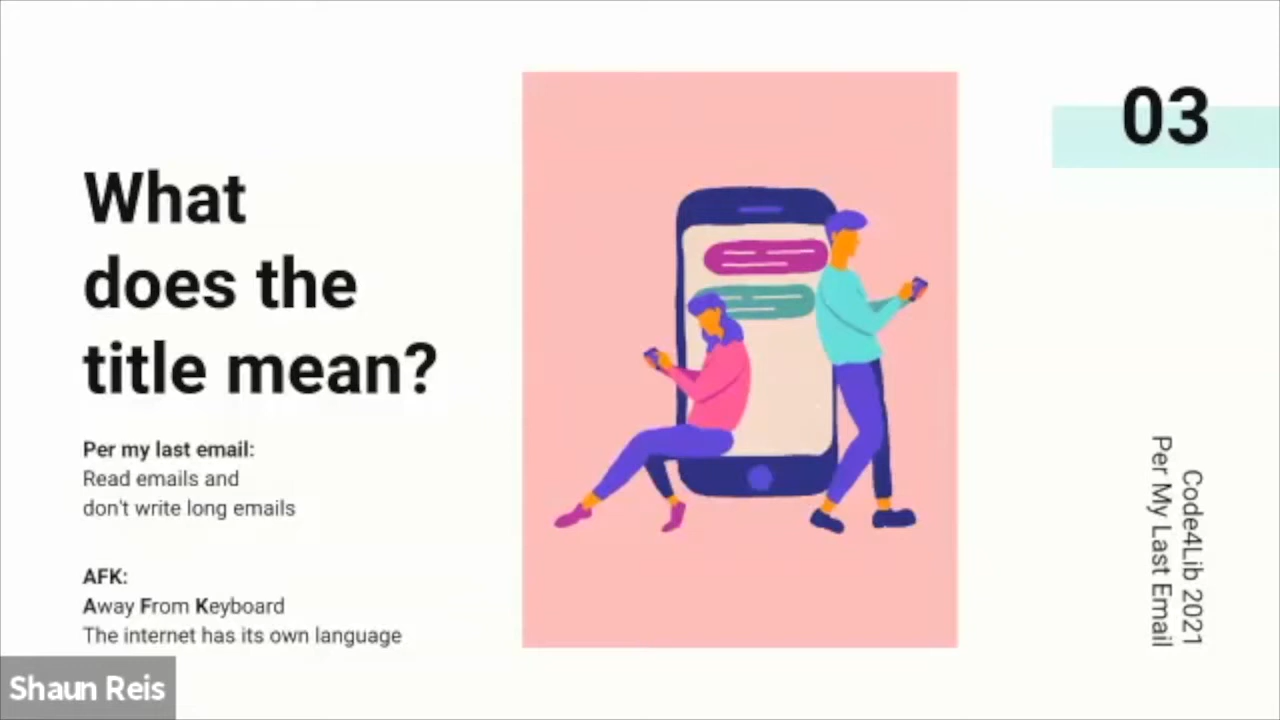 What
does the
title mean?
Per my last email:
Read emails and
don't write long emails
AFK:
Away From Keyboard
The internet has its own language
03
Code4Lib 2021
Per My Last Email
Shaun Reis